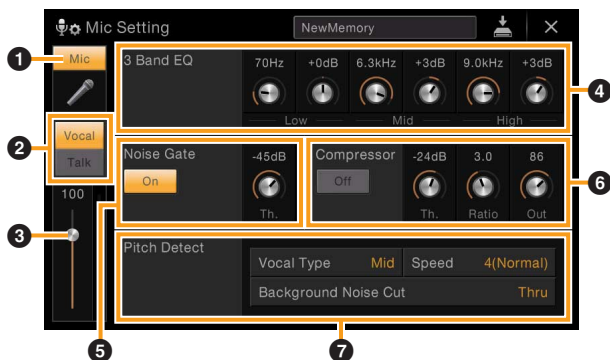 Mic Setting
NewMemory
1
Mic
3 Band EQ
70Hz +0dB 6.3kHz +3dB 9.0kHz +3dB
Low Mid High
4
2
Vocal
Talk
Noise Gate
On
-45dB
Th.
Compressor
Off
-24dB 3.0 86
Th. Ratio Out
6
3
100
Pitch Detect
Vocal Type Mid
Speed 4(Normal)
Background Noise Cut Thru
5
7